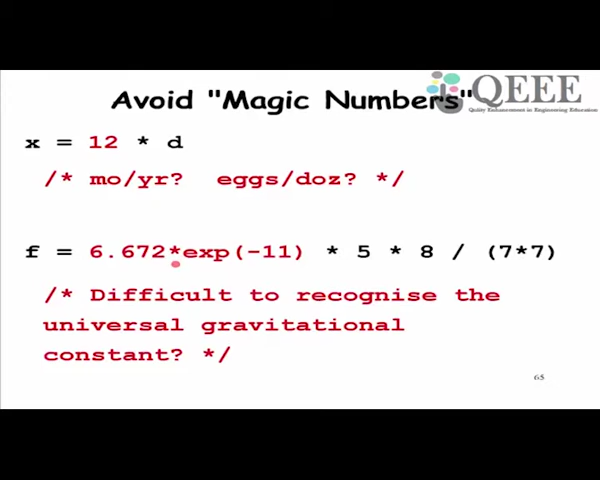 Avoid "Magic Numbers"
QEEE
Quality Enhancement in Engineering Education
x = 12 * d
/* mo/yr? eggs/doz? */
f = 6.672*exp(-11) * 5 * 8 / (7*7)
/* Difficult to recognise the
universal gravitational
constant? */
65